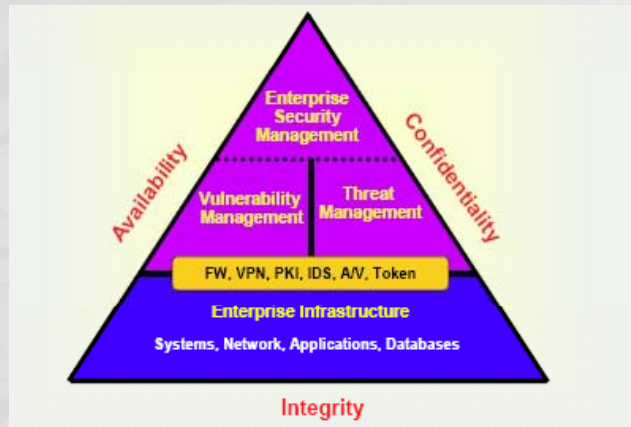 Enterprise
Security
Management
Availability
Confidentiality
Vulnerability
Management
Threat
Management
FW, VPN, PKI, IDS, A/V, Token
Enterprise Infrastructure
Systems, Network, Applications, Databases
Integrity